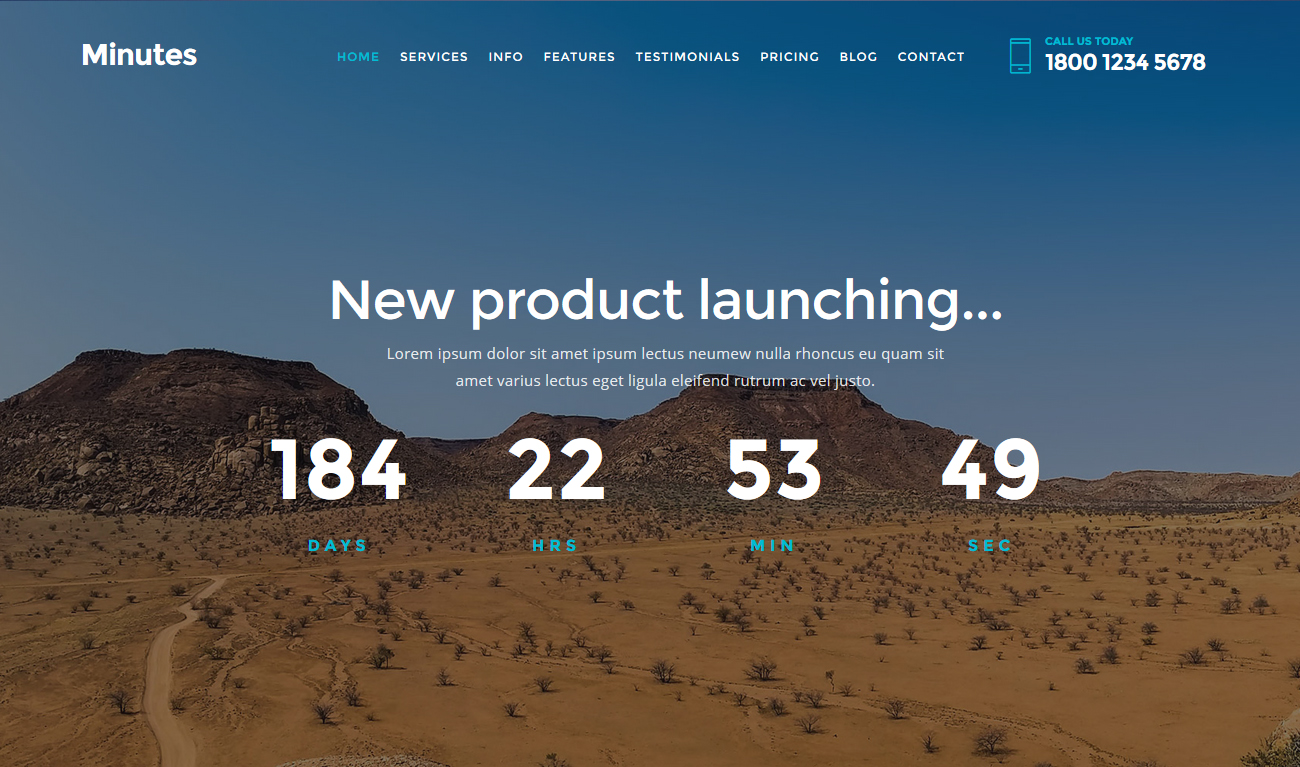 Minutes
HOME SERVICES INFO FEATURES TESTIMONIALS PRICING BLOG CONTACT
CALL US TODAY
1800 1234 5678
New product launching...
Lorem ipsum dolor sit amet ipsum lectus neumew nulla rhoncus eu quam sit
amet varius lectus eget ligula eleifend rutrum ac vel justo.
184 22 53 49
DAYS HRS MIN SEC